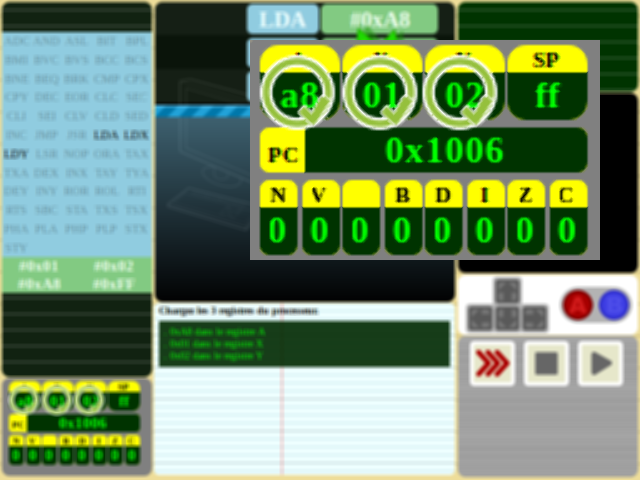 LDA #0xA8
ADC AND ASL BIT BPL
BMI BVC BVS BCC BCS
BNE BEQ BRK CMP CPX
CPY DEC EOR CLC SEC
CLI SEI CLV CLD SED
INC JMP JSR LDA LDX
LDY LSR NOP ORA TAX
TXA DEX INX TAY TYA
DEY INY ROR ROL RTI
RTS SBC STA TXS TSX
PHA PLA PHP PLP STX
STY
#0x01 #0x02
#0xA8 #0xFF
SP
a8 01 02 ff
PC 0x1006
N V B D I Z C
0 0 0 0 0 0 0 0
Charger les 3 registres du processeur
0xA8 dans le registre A
0x01 dans le registre X
0x02 dans le registre Y
A B
SP
a8 01 02 ff
PC 0x1006
N V B D I Z C
0 0 0 0 0 0 0 0